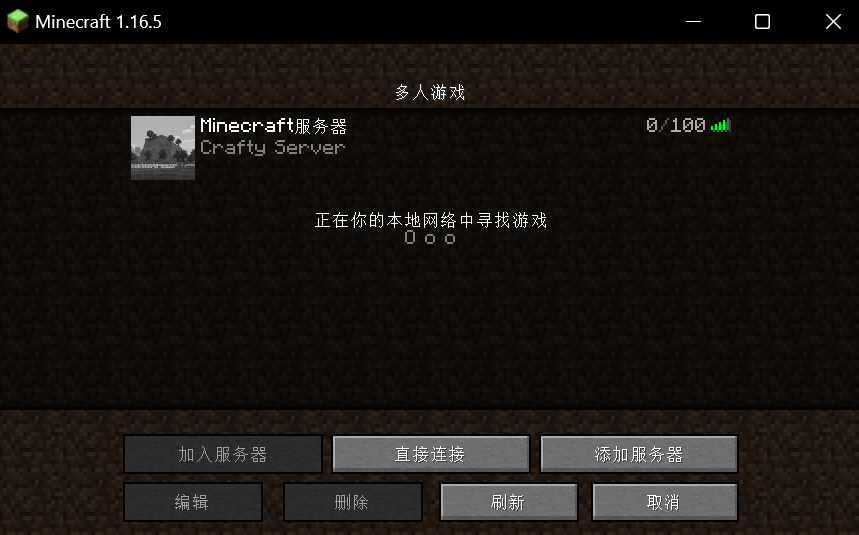 Minecraft 1.16.5
多人游戏
Minecraft服务器 0/100
Crafty Server
正在你的本地网络中寻找游戏
O o o
加入服务器 直接连接 添加服务器
编辑 删除 刷新 取消